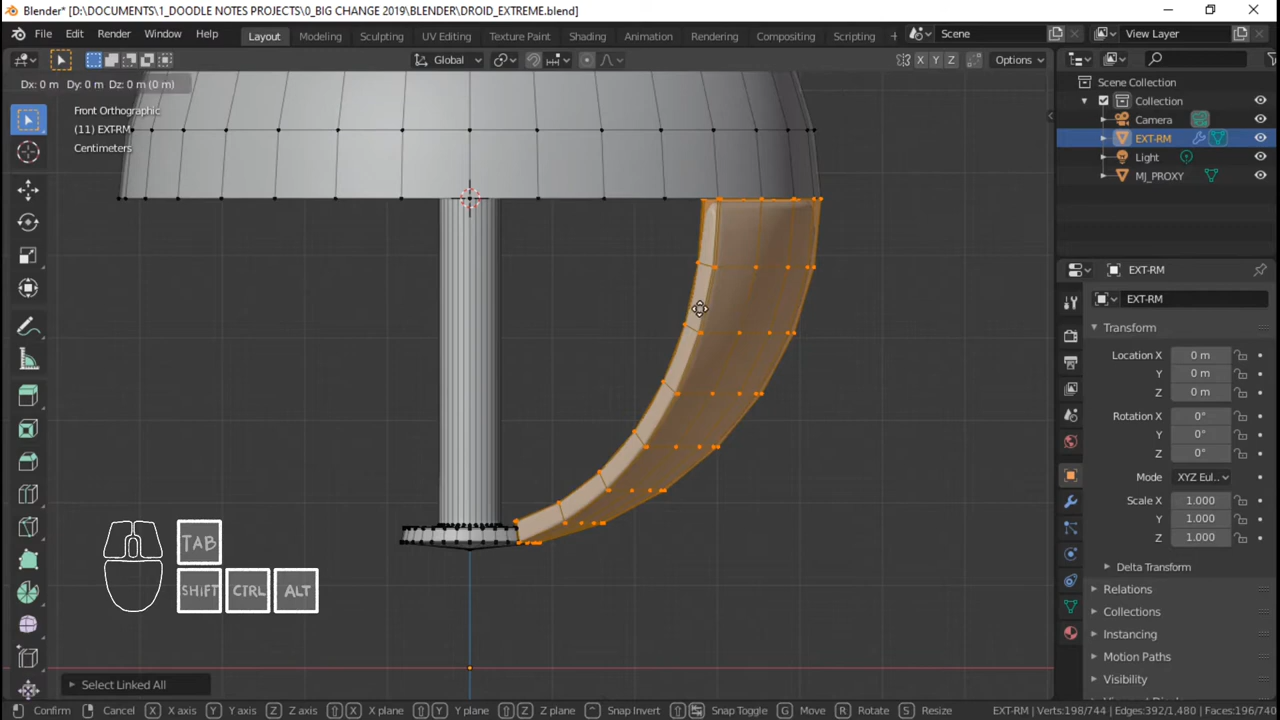 Blender* [D:\DOCUMENTS\1_DOODLE NOTES PROJECTS\0_BIG CHANGE 2019\BLENDER\DROID_EXTREME.blend]
File Edit Render Window Help Layout Modeling Sculpting UV Editing Texture Paint Shading Animation Rendering Compositing Scripting + Scene View Layer
Global X Y Z Options
Dx: 0 m Dy: 0 m Dz: 0 m (0 m)
Front Orthographic
(11) EXT-RM
Centimeters
Scene Collection
Collection
Camera
EXT-RM
Light
MJ_PROXY
EXT-RM
EXT-RM
Transform
Location X 0 m
Y 0 m
Z 0 m
Rotation X 0°
Y 0°
Z 0°
Mode XYZ Eul..
Scale X 1.000
Y 1.000
Z 1.000
Delta Transform
Relations
Collections
Instancing
Motion Paths
Visibility
TAB
SHIFT CTRL ALT
Select Linked All
Confirm Cancel X X axis Y Y axis Z Z axis X X plane Y Y plane Z Z plane ^ Snap Invert Snap Toggle G Move R Rotate S Resize EXT-RM | Verts:198/744 | Edges:392/1,480 | Faces:196/740